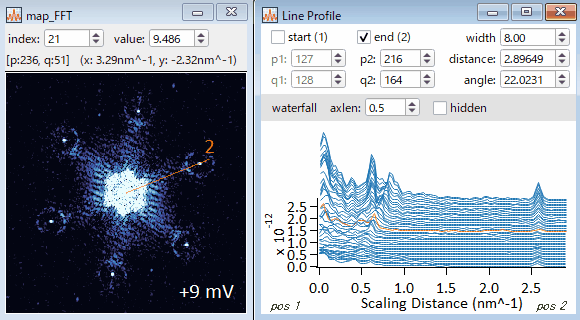 map_FFT
index: 21 value: 9.486
[p:236, q:51] (x: 3.29nm^-1, y: -2.32nm^-1)
2
+9 mV
Line Profile
start (1) end (2) width 8.00
p1: 127 p2: 216 distance: 2.89649
q1: 128 q2: 164 angle: 22.0231
waterfall axlen: 0.5 hidden
x 10^-12
2.5
2.0
1.5
1.0
0.5
0.0
0.0 0.5 1.0 1.5 2.0 2.5
pos 1 Scaling Distance (nm^-1) pos 2